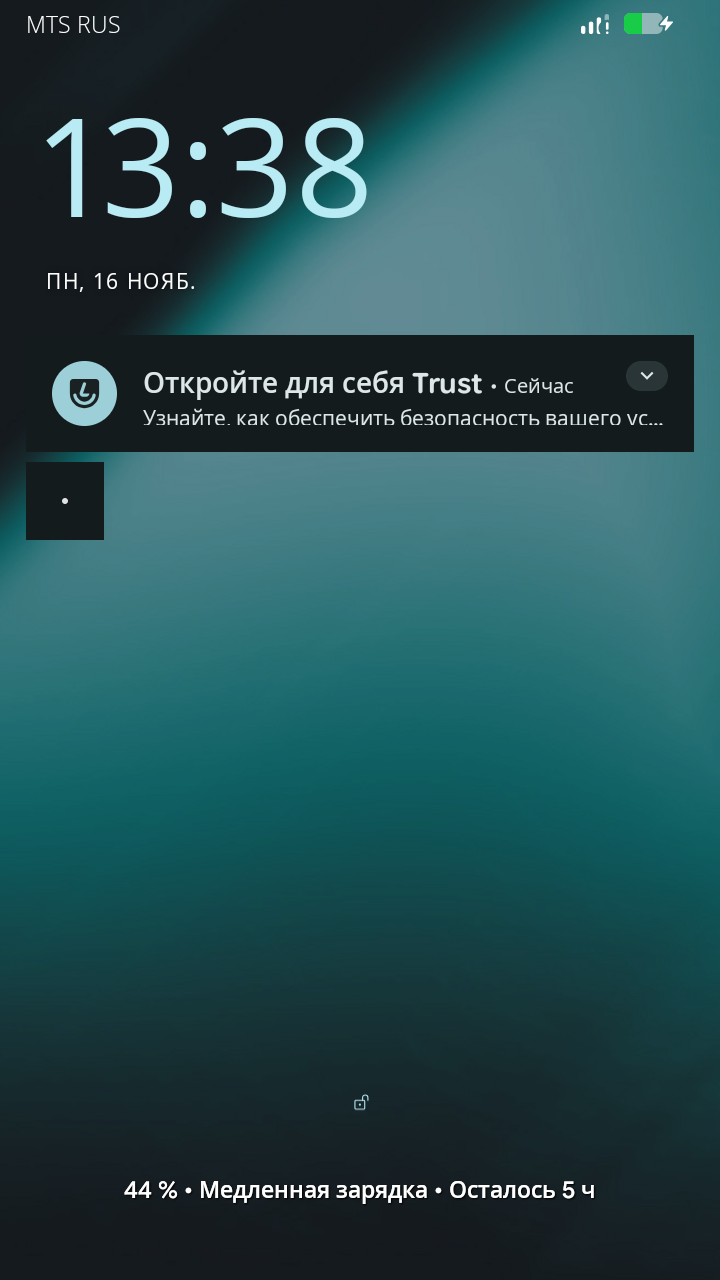 MTS RUS
13:38
ПН, 16 НОЯБ.
Откройте для себя Trust • Сейчас
Узнайте, как обеспечить безопасность вашего ус…
44 % • Медленная зарядка • Осталось 5 ч